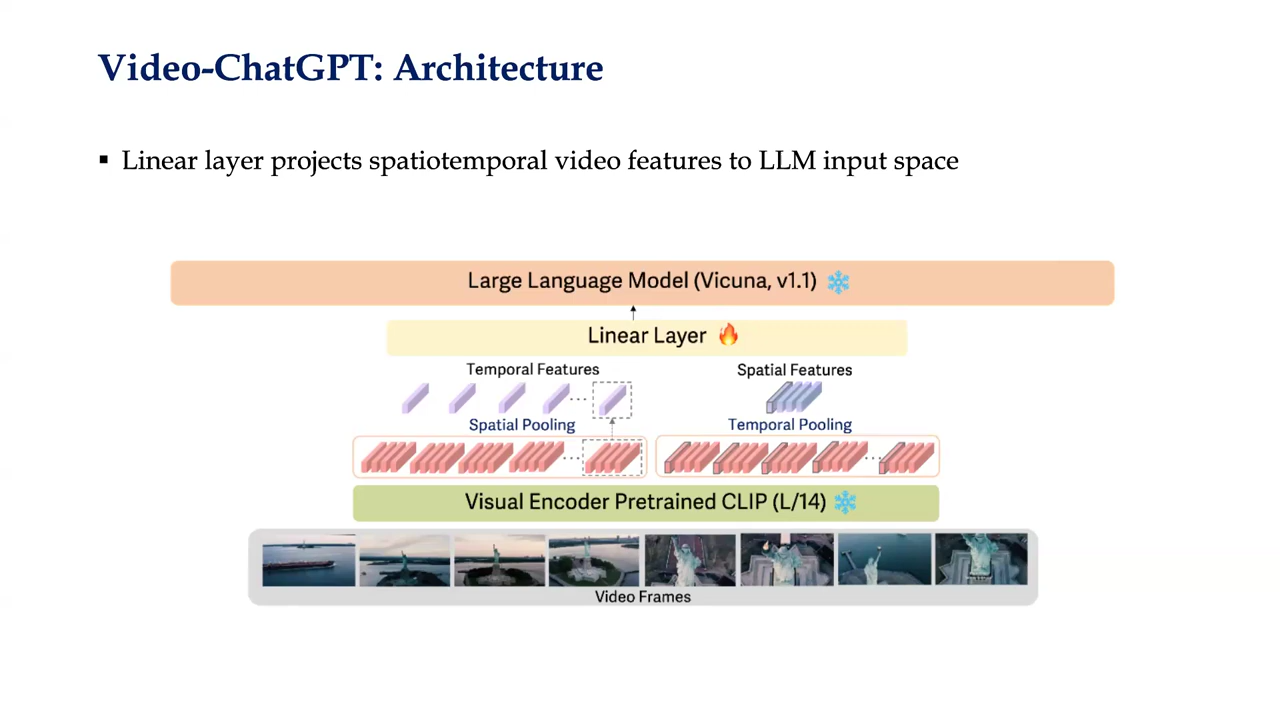 Video-ChatGPT: Architecture
▪ Linear layer projects spatiotemporal video features to LLM input space
Large Language Model (Vicuna, v1.1)
Linear Layer
Temporal Features
Spatial Features
Spatial Pooling
Temporal Pooling
Visual Encoder Pretrained CLIP (L/14)
Video Frames